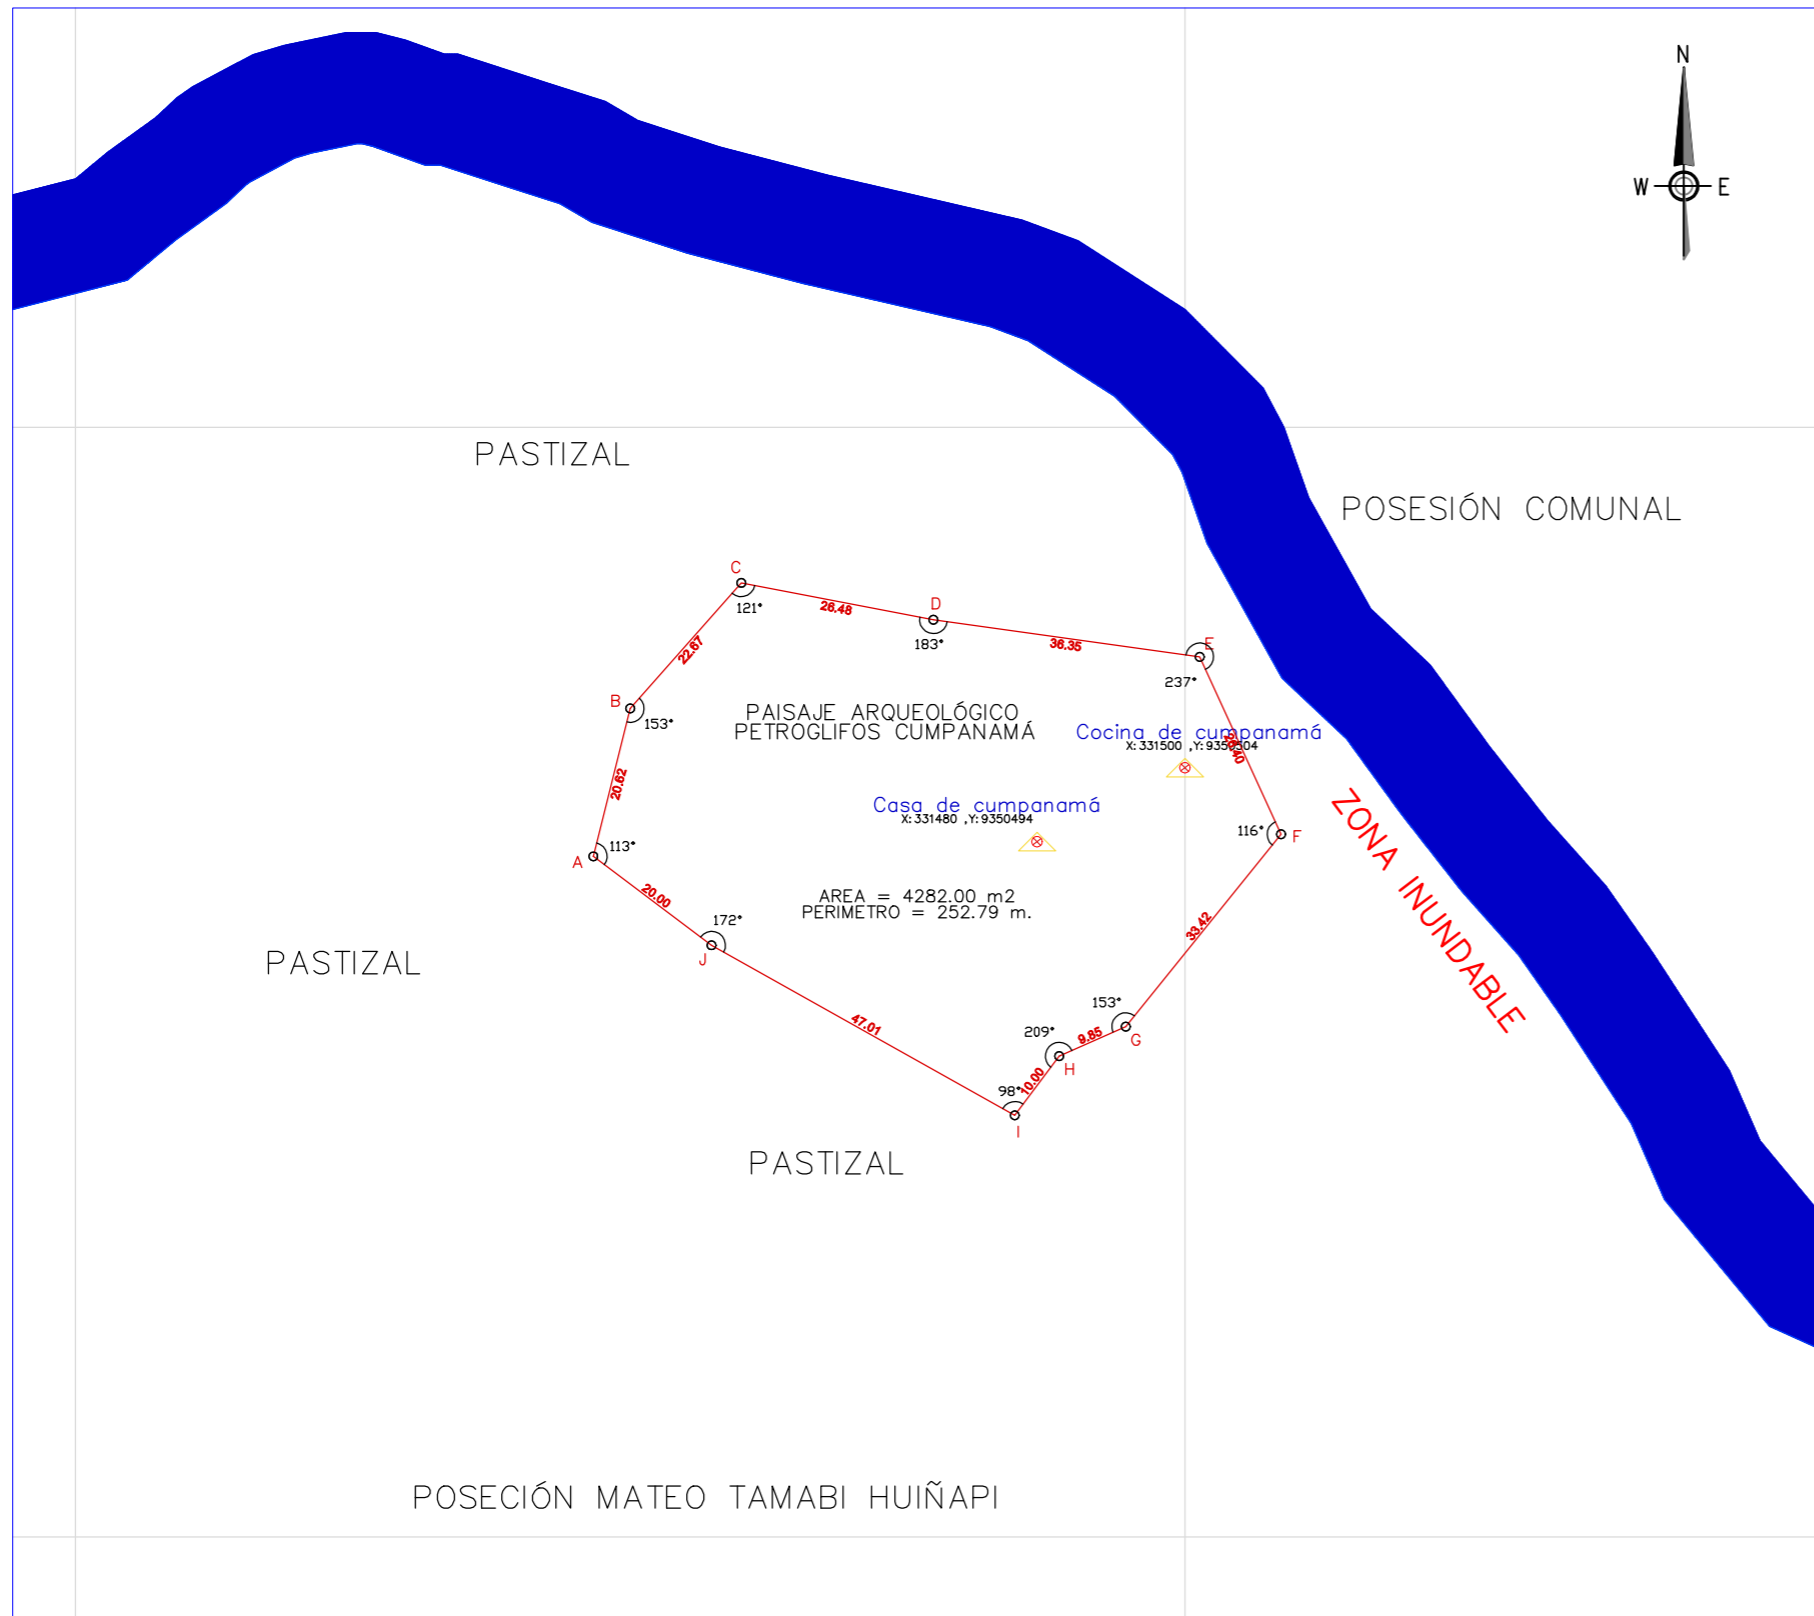 N
W E
PASTIZAL
POSESIÓN COMUNAL
C
121°
26.48
D
183°
36.35
E
237°
22.67
B
153°
PAISAJE ARQUEOLÓGICO
PETROGLIFOS CUMPANAMÁ
Cocina de cumpanamá
X: 331500 ,Y: 9350504
20.62
Casa de cumpanamá
X: 331480 ,Y: 9350494
116°
F
ZONA INUNDABLE
A
113°
20.00
AREA = 4282.00 m2
PERIMETRO = 252.79 m.
172°
J
33.42
PASTIZAL
47.01
153°
G
209°
9.85
H
98°
10.00
I
PASTIZAL
POSECIÓN MATEO TAMABI HUIÑAPI